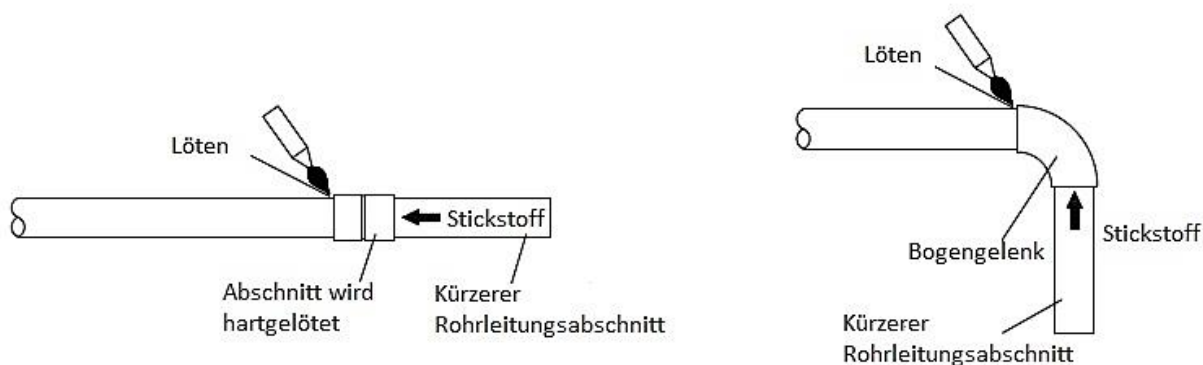 Löten
Stickstoff
Abschnitt wird
hartgelötet
Kürzerer
Rohrleitungsabschnitt
Löten
Bogengelenk
Stickstoff
Kürzerer
Rohrleitungsabschnitt